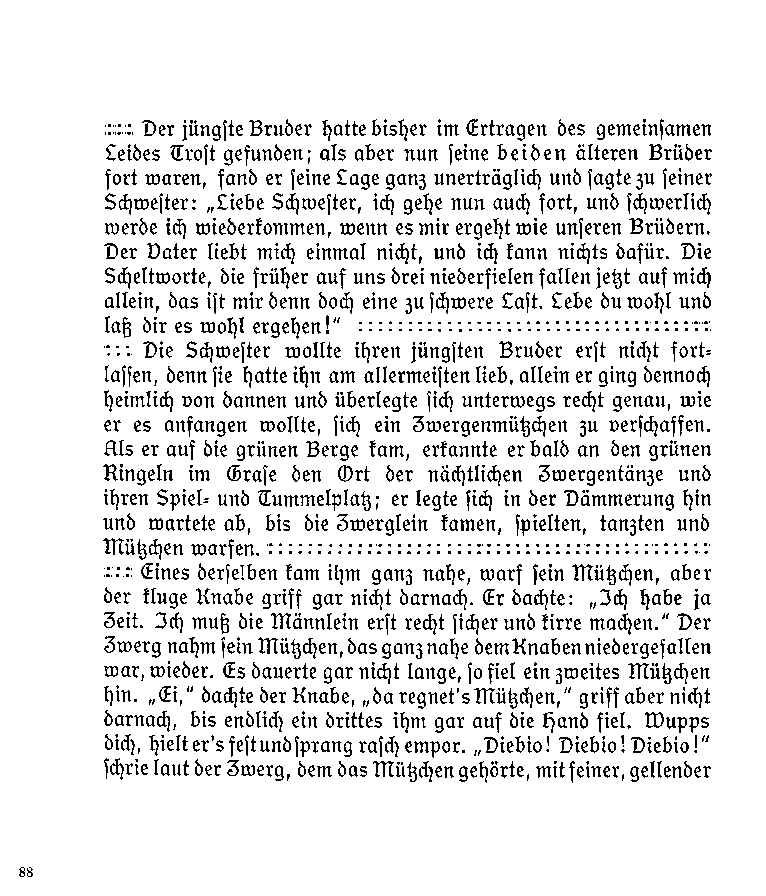 ::::: Der jüngste Bruder hatte bisher im Ertragen des gemeinsamen
Leides Trost gefunden; als aber nun seine beiden älteren Brüder
fort waren, fand er seine Lage ganz unerträglich und sagte zu seiner
Schwester: „Liebe Schwester, ich gehe nun auch fort, und schwerlich
werde ich wiederkommen, wenn es mir ergeht wie unseren Brüdern.
Der Vater liebt mich einmal nicht, und ich kann nichts dafür. Die
Scheltworte, die früher auf uns drei niederfielen fallen jetzt auf mich
allein, das ist mir denn doch eine zu schwere Last. Lebe du wohl und
laß dir es wohl ergehen!“ ::::::::::::::::::::::::::::::::::::
::: Die Schwester wollte ihren jüngsten Bruder erst nicht fort-
lassen, denn sie hatte ihn am allermeisten lieb, allein er ging dennoch
heimlich von dannen und überlegte sich unterwegs recht genau, wie
er es anfangen wollte, sich ein Zwergenmützchen zu verschaffen.
Als er auf die grünen Berge kam, erkannte er bald an den grünen
Ringeln im Grase den Ort der nächtlichen Zwergentänze und
ihren Spiel- und Tummelplatz; er legte sich in der Dämmerung hin
und wartete ab, bis die Zwerglein kamen, spielten, tanzten und
Mützchen warfen. :::::::::::::::::::::::::::::::::::::::::::::
:::: Eines derselben kam ihm ganz nahe, warf sein Mützchen, aber
der kluge Knabe griff gar nicht darnach. Er dachte: „Ich habe ja
Zeit. Ich muß die Männlein erst recht sicher und kirre machen.“ Der
Zwerg nahm sein Mützchen, das ganz nahe dem Knaben niedergefallen
war, wieder. Es dauerte gar nicht lange, so fiel ein zweites Mützchen
hin. „Ei,“ dachte der Knabe, „da regnet's Mützchen,“ griff aber nicht
darnach, bis endlich ein drittes ihm gar auf die Hand fiel. Wupps
dich, hielt er's fest und sprang rasch empor. „Diebio! Diebio! Diebio!“
schrie laut der Zwerg, dem das Mützchen gehörte, mit feiner, gellender
88